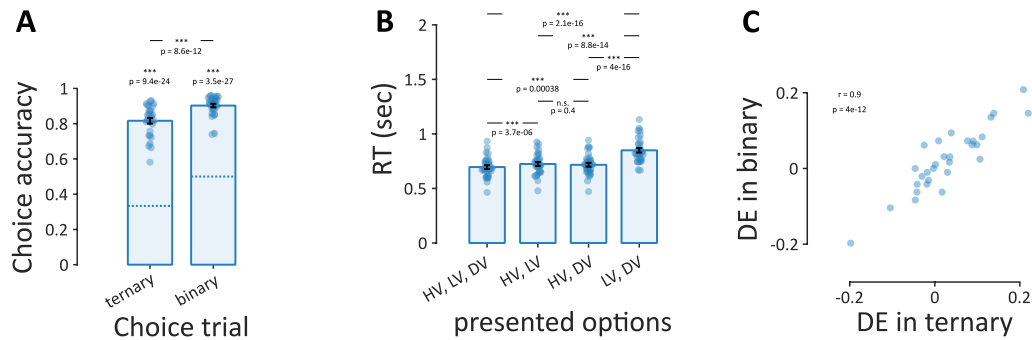 A
***
p = 8.6e-12
***
p = 9.4e-24
***
p = 3.5e-27
1
0.8
0.6
0.4
0.2
0
Choice accuracy
ternary
binary
Choice trial
B
***
p = 2.1e-16
***
p = 8.8e-14
***
p = 4e-16
***
p = 0.00038
n.s.
p = 0.4
***
p = 3.7e-06
2
1.5
1
0.5
0
RT (sec)
HV, LV, DV
HV, LV
HV, DV
LV, DV
presented options
C
r = 0.9
p = 4e-12
0.2
0
-0.2
DE in binary
-0.2
0
0.2
DE in ternary